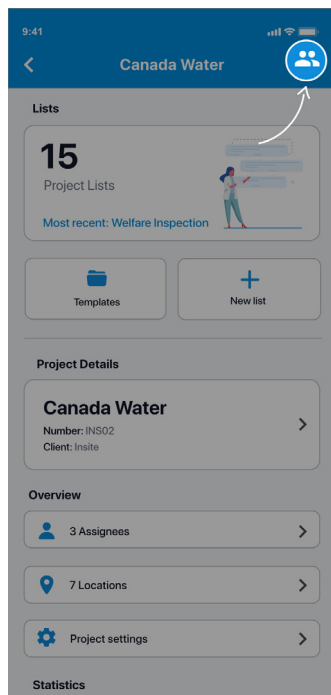 9:41
Canada Water
Lists
15
Project Lists
Most recent: Welfare Inspection
Templates
New list
Project Details
Canada Water
Number: INS02
Client: Insite
Overview
3 Assignees
7 Locations
Project settings
Statistics